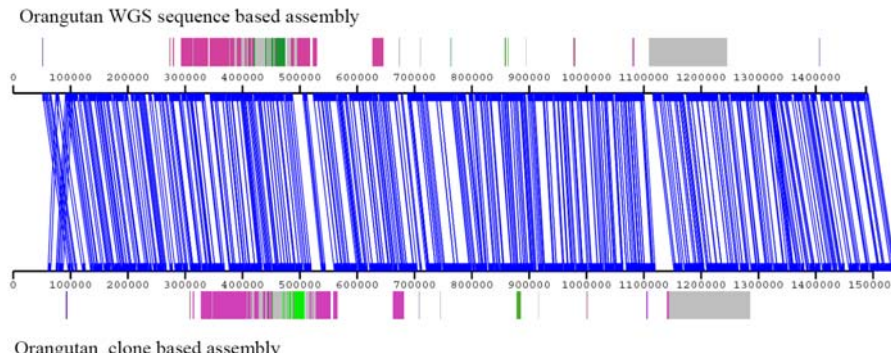 Orangutan WGS sequence based assembly
0 100000 200000 300000 400000 500000 600000 700000 800000 900000 1000000 1100000 1200000 1300000 1400000
0 100000 200000 300000 400000 500000 600000 700000 800000 900000 1000000 1100000 1200000 1300000 1400000 150000
Orangutan clone based assembly